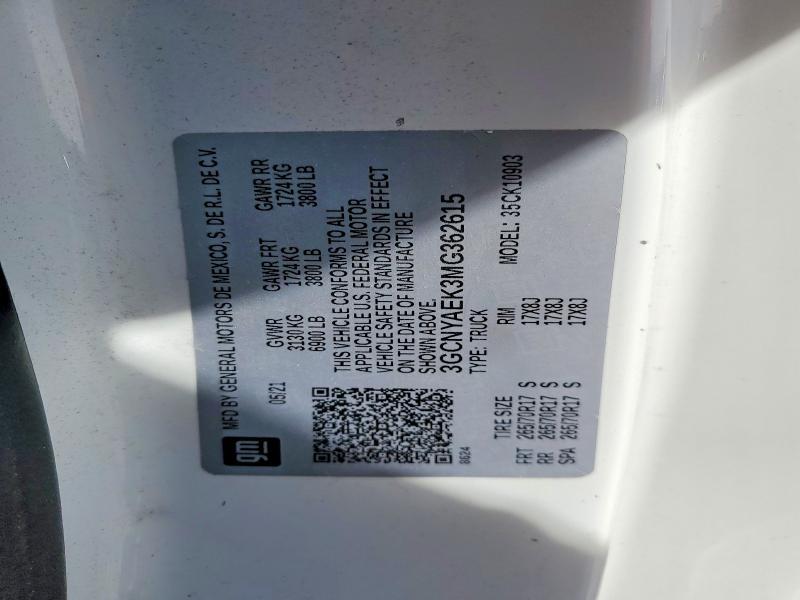 gm
MFD BY GENERAL MOTORS DE MEXICO, S. DE R.L. DE C.V.
05/21 GVWR GAWR FRT GAWR RR
3130 KG 1724 KG 1724 KG
6900 LB 3800 LB 3800 LB
THIS VEHICLE CONFORMS TO ALL
APPLICABLE U.S. FEDERAL MOTOR
VEHICLE SAFETY STANDARDS IN EFFECT
ON THE DATE OF MANUFACTURE
SHOWN ABOVE.
3GCNYAEK3MG362615
8624 TYPE: TRUCK
TIRE SIZE RIM MODEL: 35CK10903
FRT 265/70R17 S 17X8J
RR 265/70R17 S 17X8J
SPA 265/70R17 S 17X8J